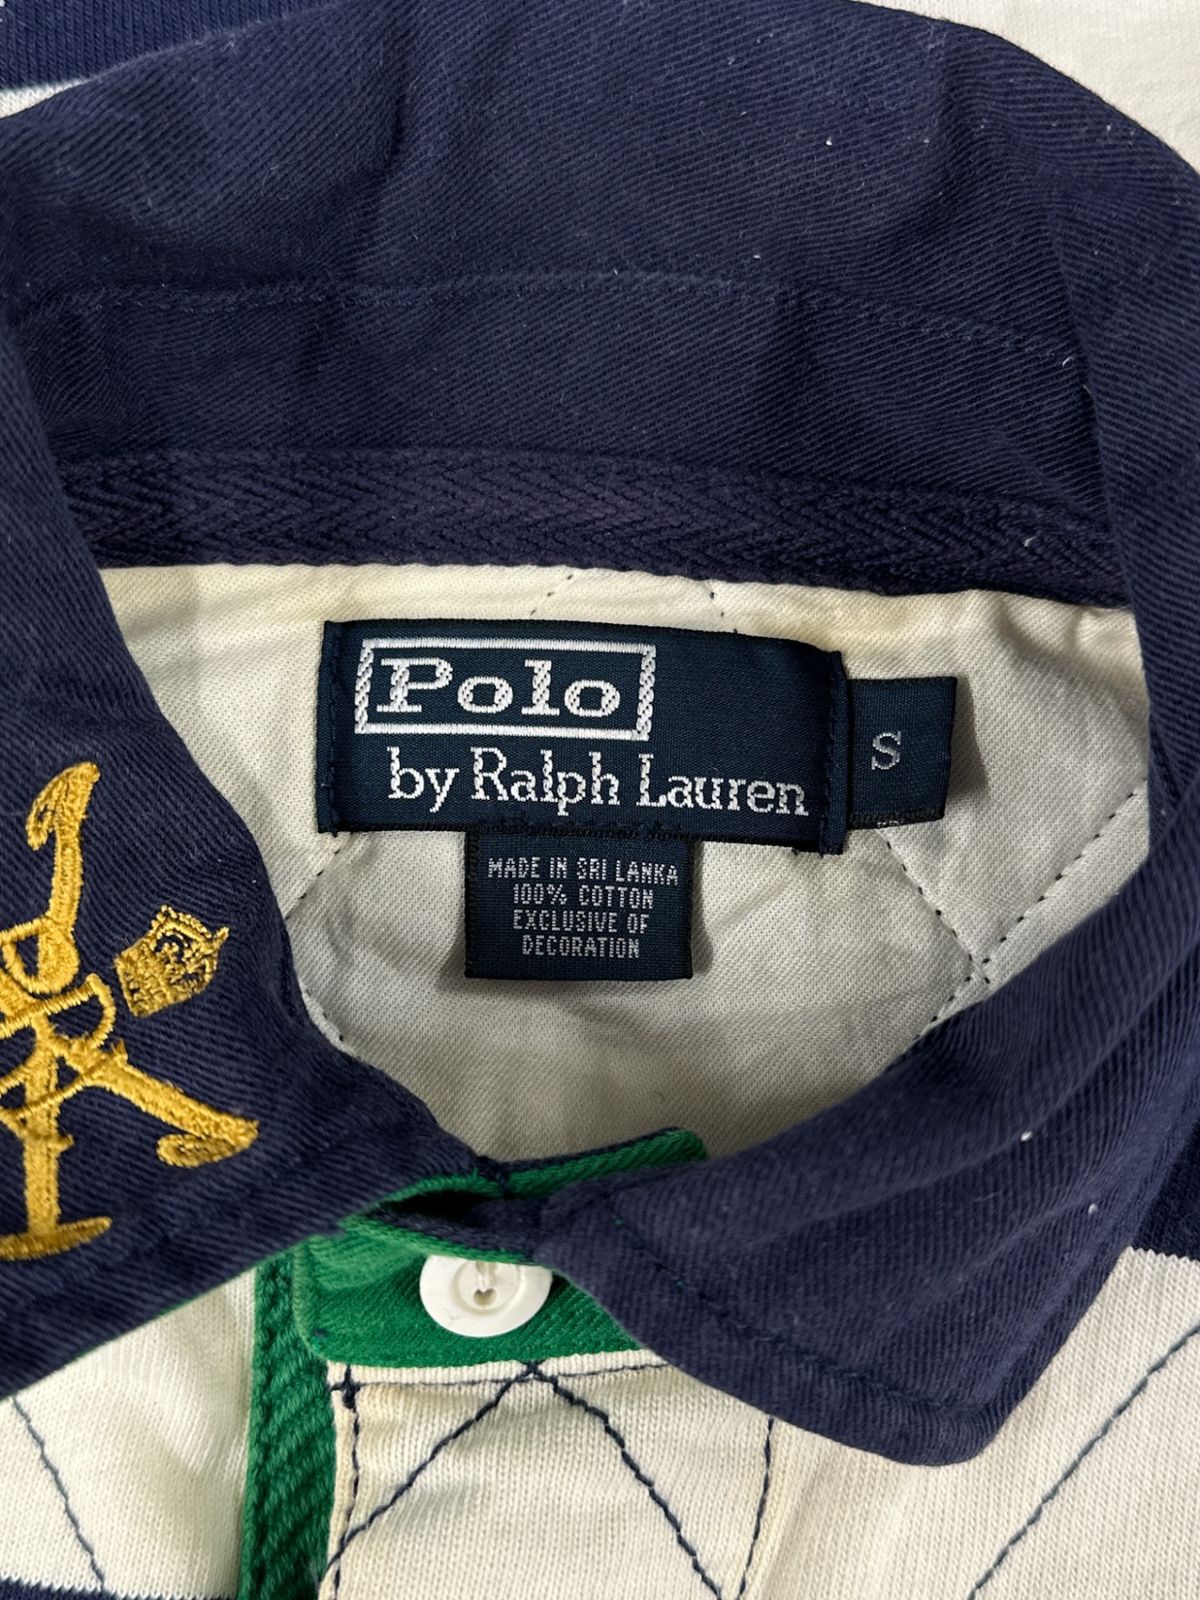 Polo
by Ralph Lauren
S
MADE IN SRI LANKA
100% COTTON
EXCLUSIVE OF
DECORATION